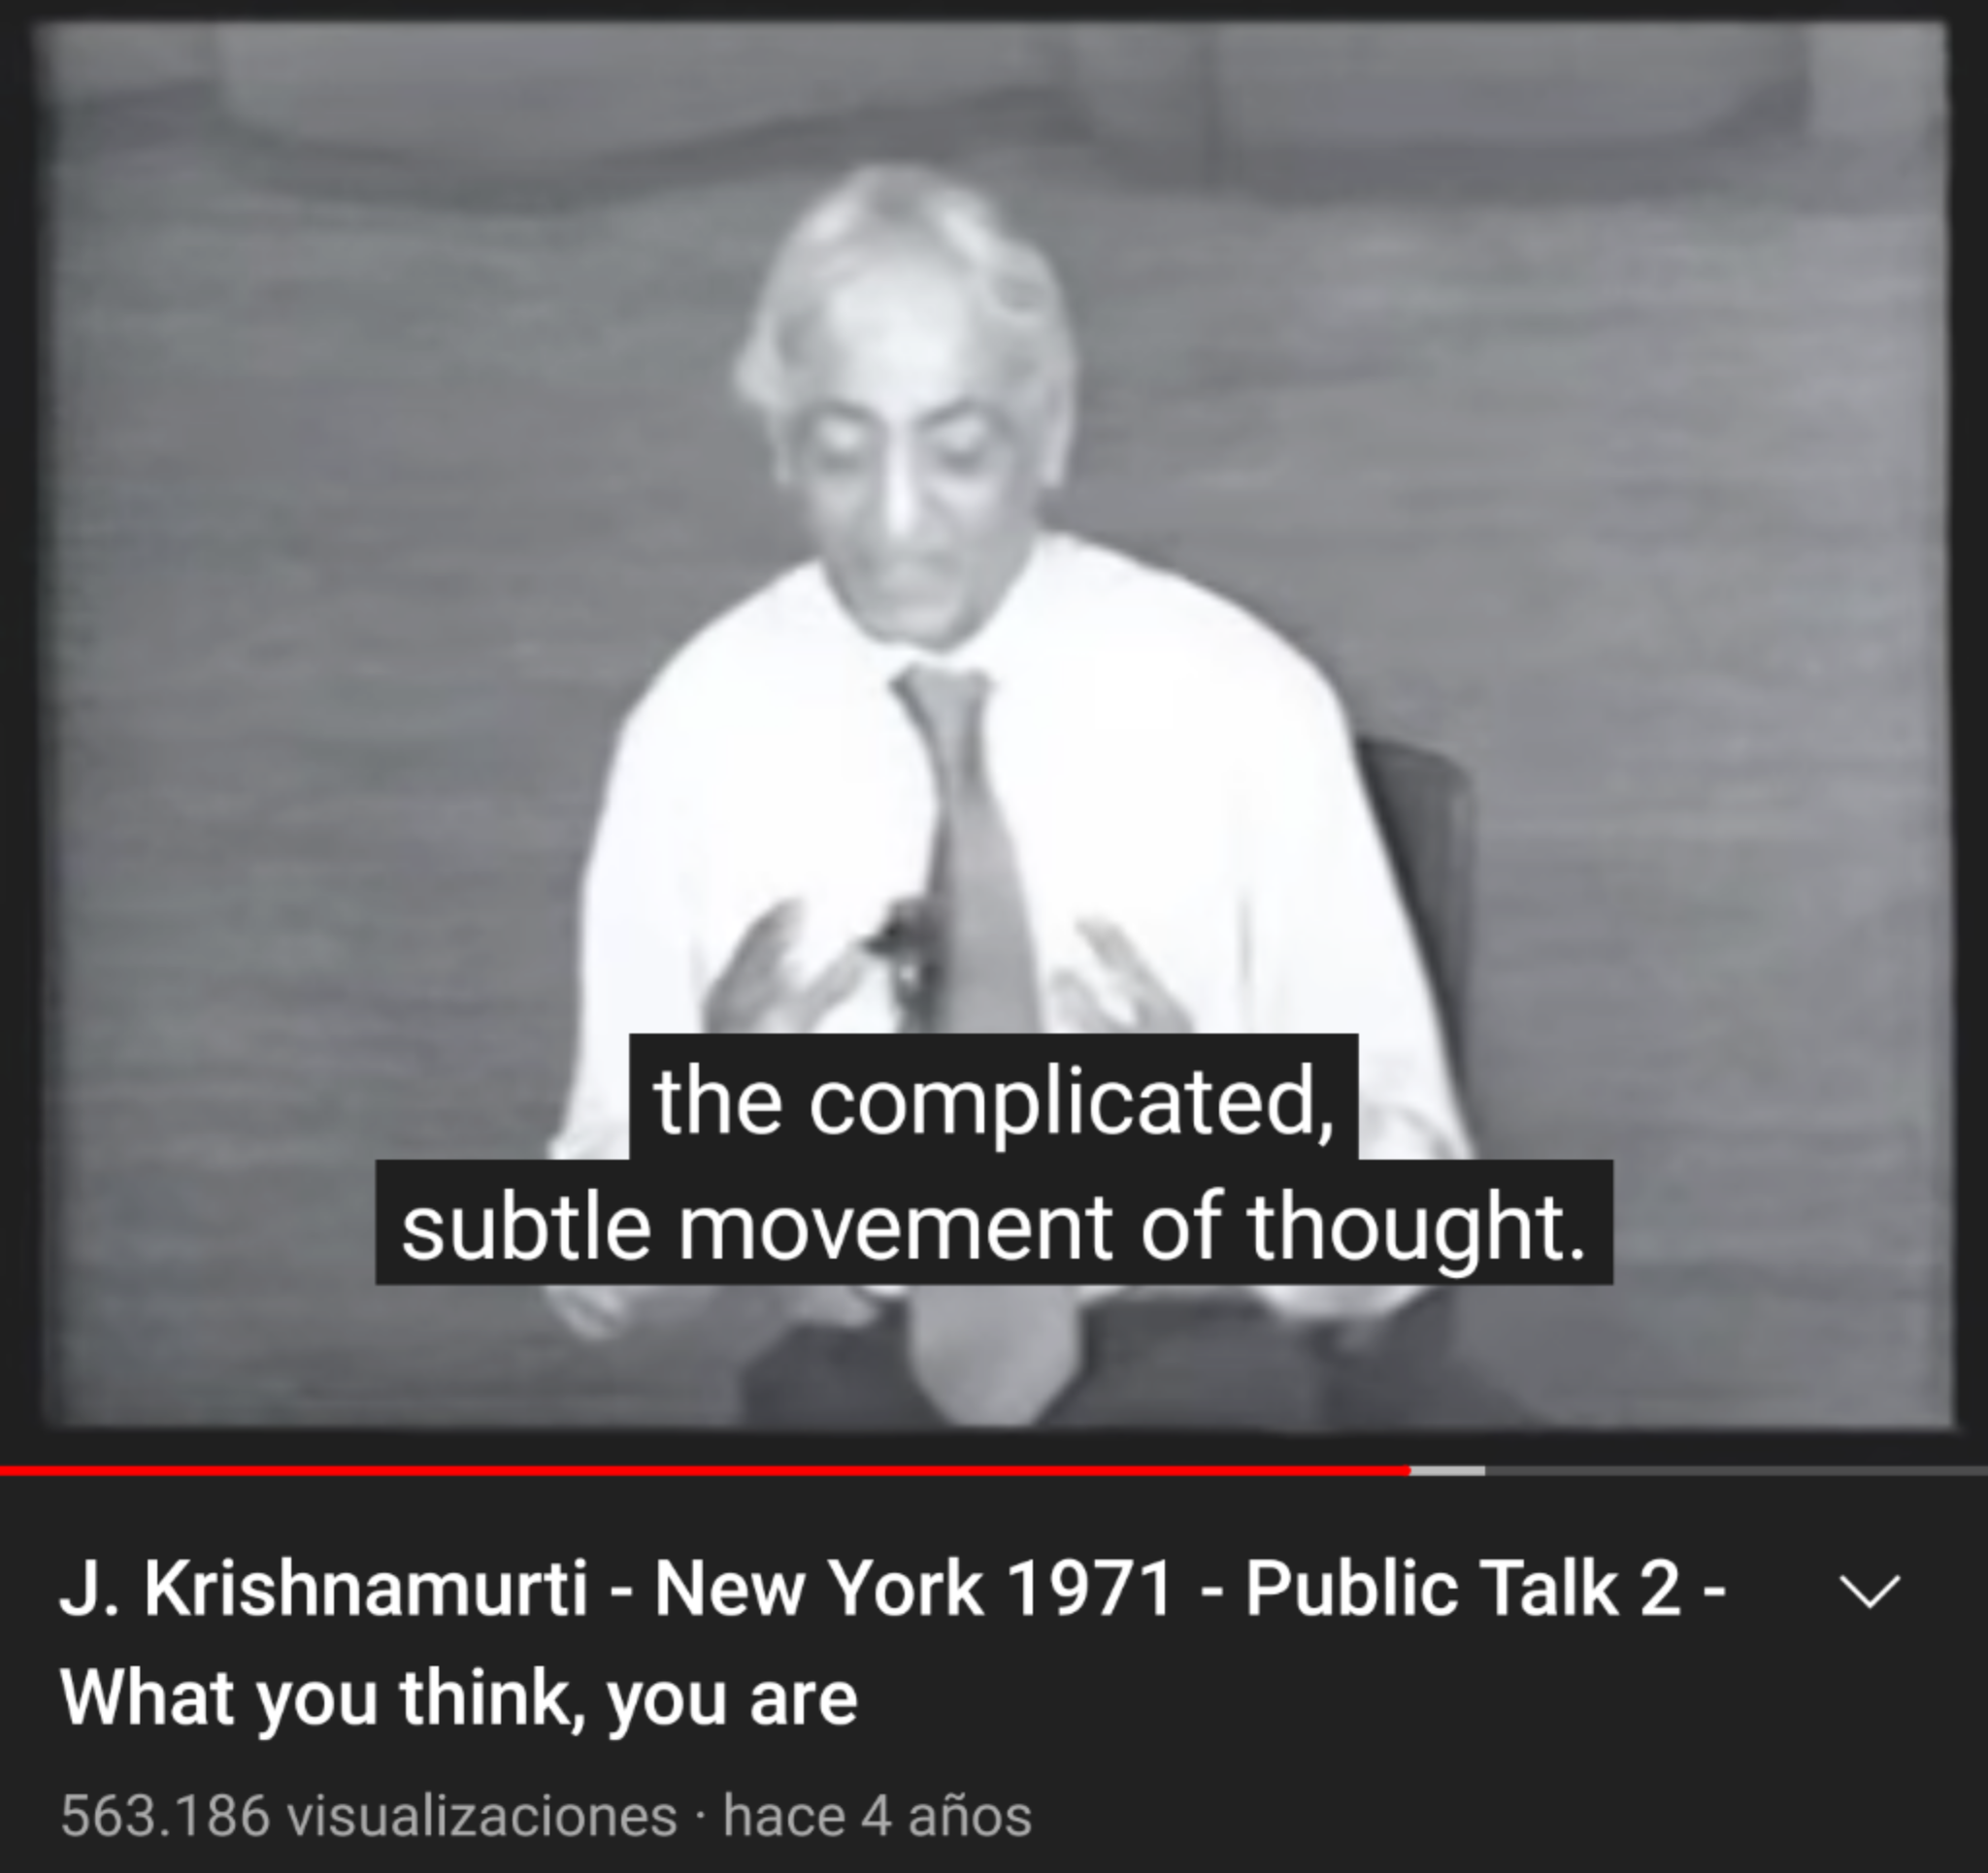 the complicated,
subtle movement of thought.
J. Krishnamurti - New York 1971 - Public Talk 2 -
What you think, you are
563.186 visualizaciones · hace 4 años